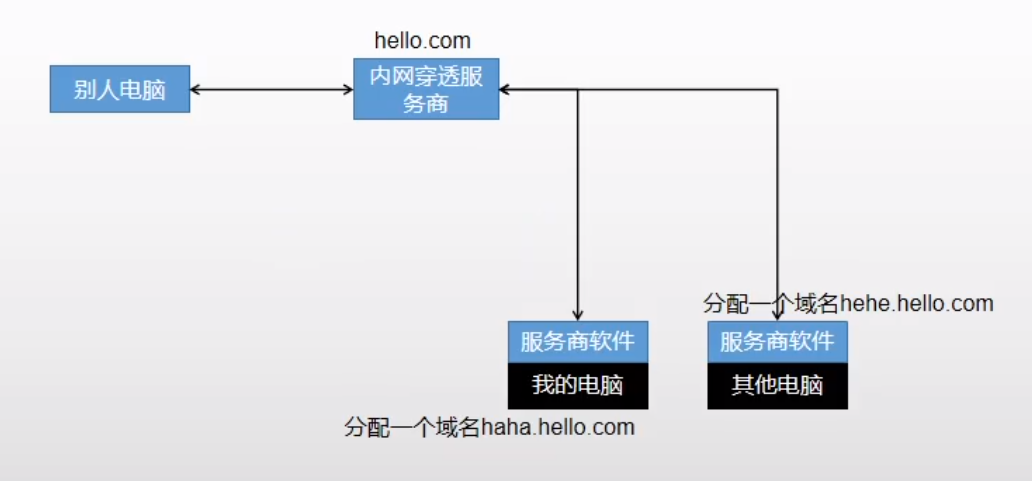 hello.com
别人电脑
内网穿透服
务商
分配一个域名hehe.hello.com
服务商软件
服务商软件
我的电脑
其他电脑
分配一个域名haha.hello.com